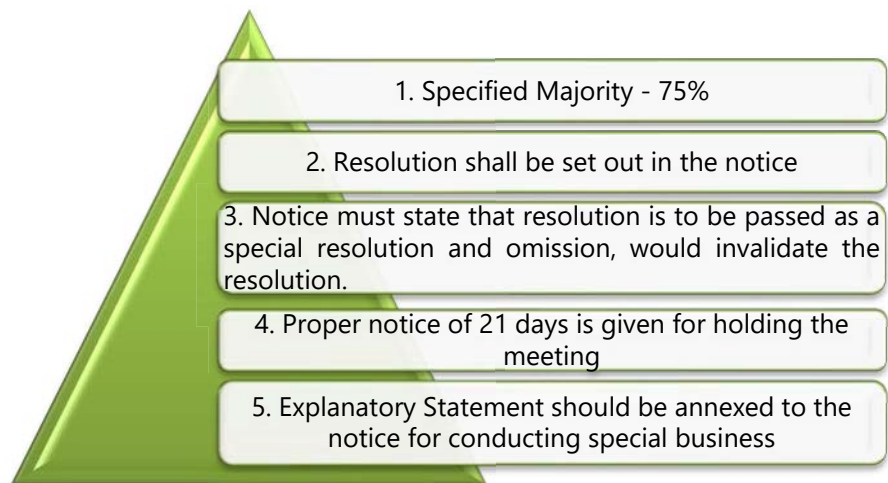 1. Specified Majority - 75%
2. Resolution shall be set out in the notice
3. Notice must state that resolution is to be passed as a
special resolution and omission, would invalidate the
resolution.
4. Proper notice of 21 days is given for holding the
meeting
5. Explanatory Statement should be annexed to the
notice for conducting special business